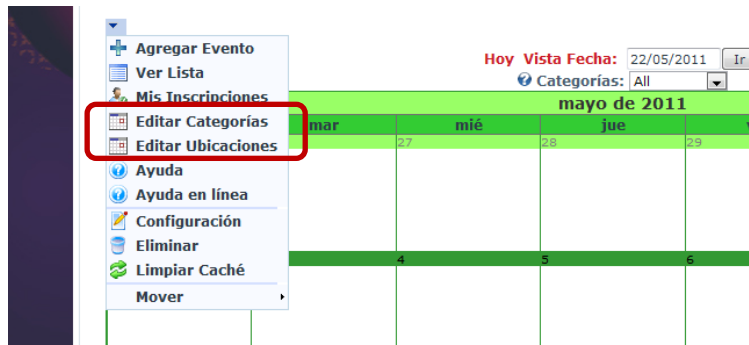 Agregar Evento
Ver Lista
Mis Inscripciones
Editar Categorías
Editar Ubicaciones
Ayuda
Ayuda en línea
Configuración
Eliminar
Limpiar Caché
Mover
Hoy Vista Fecha: 22/05/2011 Ir
Categorías: All
mayo de 2011
mar mié jue
27 28 29
4 5 6